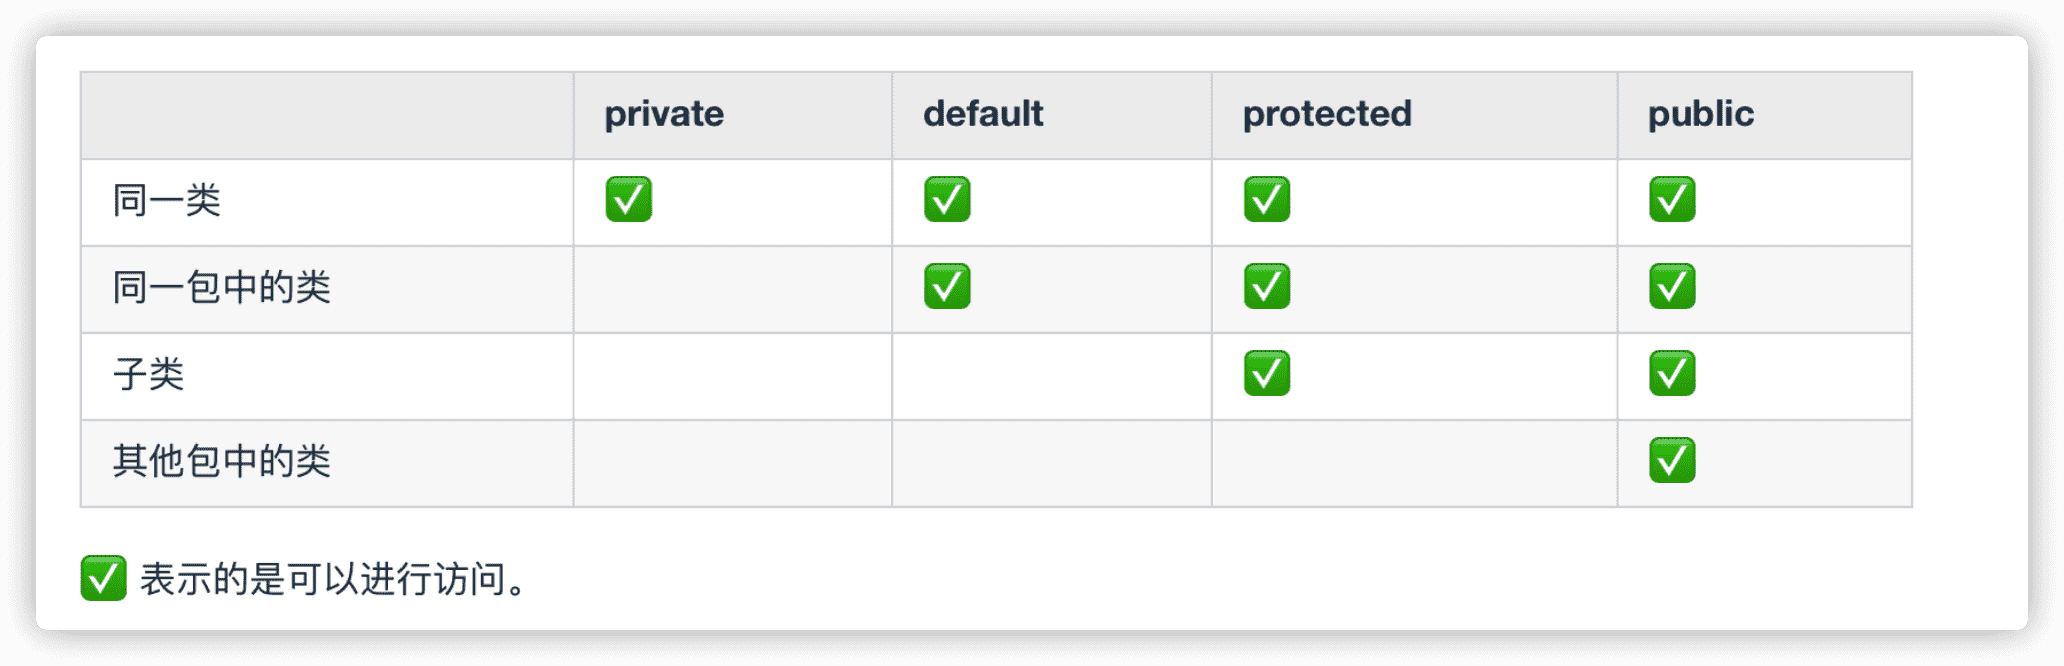 private default protected public
同一类 ✅ ✅ ✅ ✅
同一包中的类 ✅ ✅ ✅
子类 ✅ ✅
其他包中的类 ✅
✅ 表示的是可以进行访问。